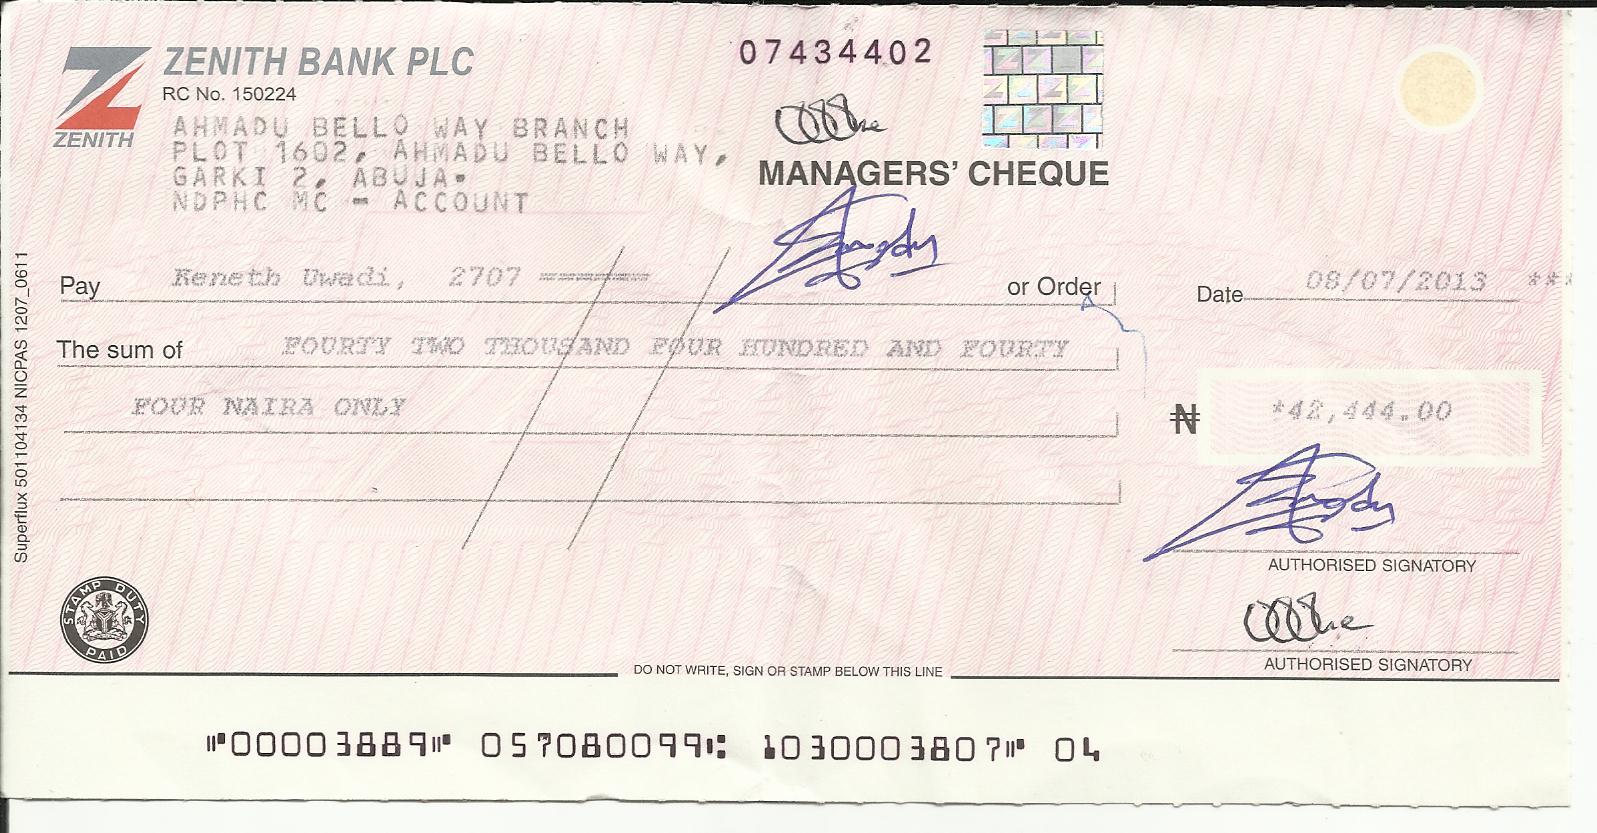 ZENITH BANK PLC
RC No. 150224
ZENITH
AHMADU BELLO WAY BRANCH
PLOT 1602, AHMADU BELLO WAY,
GARKI 2, ABUJA.
NDPHC MC - ACCOUNT
07434402
MANAGERS' CHEQUE
Pay Keneth Uwadi, 2707 ========= or Order
Date 08/07/2013 ***
The sum of FOURTY TWO THOUSAND FOUR HUNDRED AND FOURTY
FOUR NAIRA ONLY
₦ *42,444.00
AUTHORISED SIGNATORY
AUTHORISED SIGNATORY
STAMP DUTY PAID
Superflux 501104134 NICPAS 1207_0611
DO NOT WRITE, SIGN OR STAMP BELOW THIS LINE
⑈00003889⑈ 057080099⑆ 1030003807⑈ 04